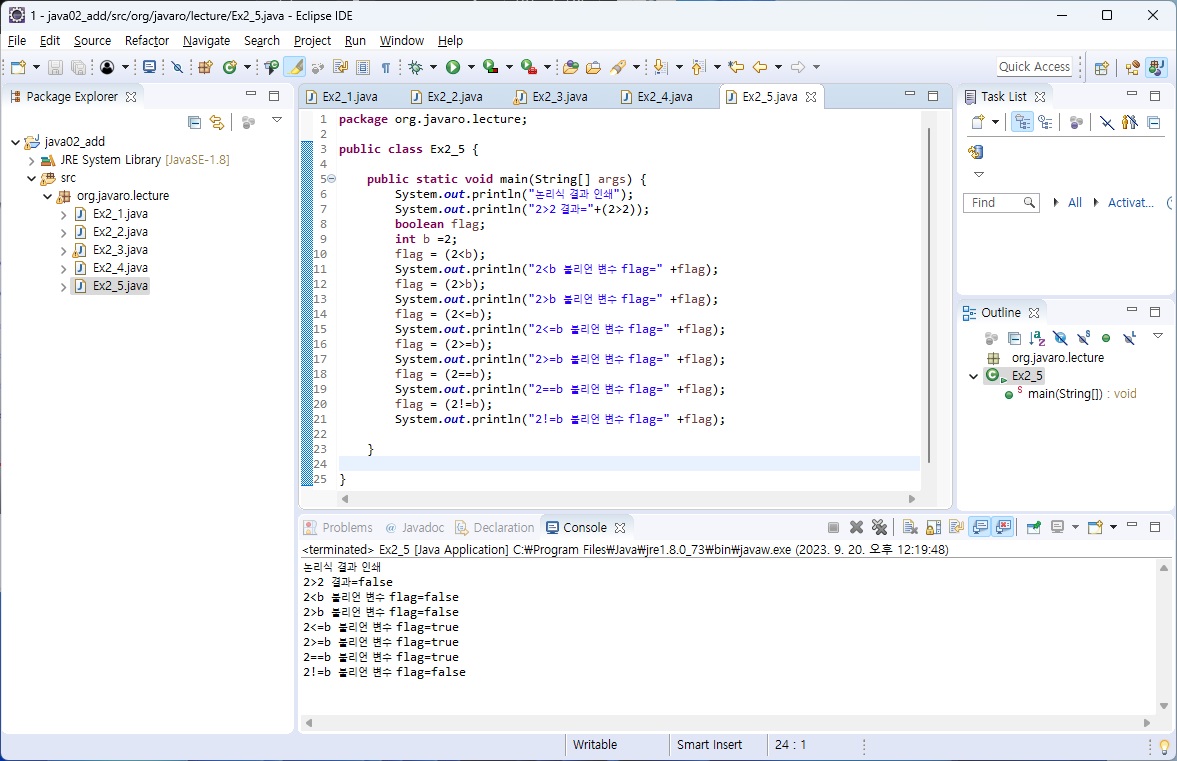 1 - java02_add/src/org/javaro/lecture/Ex2_5.java - Eclipse IDE
File Edit Source Refactor Navigate Search Project Run Window Help
Quick Access
Package Explorer
java02_add
JRE System Library [JavaSE-1.8]
src
org.javaro.lecture
Ex2_1.java
Ex2_2.java
Ex2_3.java
Ex2_4.java
Ex2_5.java
Ex2_1.java Ex2_2.java Ex2_3.java Ex2_4.java Ex2_5.java
1 package org.javaro.lecture;
2
3 public class Ex2_5 {
4
5 public static void main(String[] args) {
6 System.out.println("논리식 결과 인쇄");
7 System.out.println("2>2 결과="+(2>2));
8 boolean flag;
9 int b =2;
10 flag = (2<b);
11 System.out.println("2<b 불리언 변수 flag=" +flag);
12 flag = (2>b);
13 System.out.println("2>b 불리언 변수 flag=" +flag);
14 flag = (2<=b);
15 System.out.println("2<=b 불리언 변수 flag=" +flag);
16 flag = (2>=b);
17 System.out.println("2>=b 불리언 변수 flag=" +flag);
18 flag = (2==b);
19 System.out.println("2==b 불리언 변수 flag=" +flag);
20 flag = (2!=b);
21 System.out.println("2!=b 불리언 변수 flag=" +flag);
22
23 }
24
25 }
Task List
Find All Activat...
Outline
org.javaro.lecture
Ex2_5
main(String[]) : void
Problems @ Javadoc Declaration Console
<terminated> Ex2_5 [Java Application] C:₩Program Files₩Java₩jre1.8.0_73₩bin₩javaw.exe (2023. 9. 20. 오후 12:19:48)
논리식 결과 인쇄
2>2 결과=false
2<b 불리언 변수 flag=false
2>b 불리언 변수 flag=false
2<=b 불리언 변수 flag=true
2>=b 불리언 변수 flag=true
2==b 불리언 변수 flag=true
2!=b 불리언 변수 flag=false
Writable Smart Insert 24 : 1